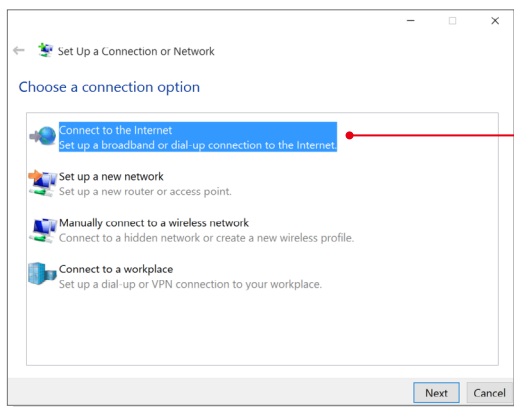 Set Up a Connection or Network
Choose a connection option
Connect to the Internet
Set up a broadband or dial-up connection to the Internet.
Set up a new network
Set up a new router or access point.
Manually connect to a wireless network
Connect to a hidden network or create a new wireless profile.
Connect to a workplace
Set up a dial-up or VPN connection to your workplace.
Next Cancel